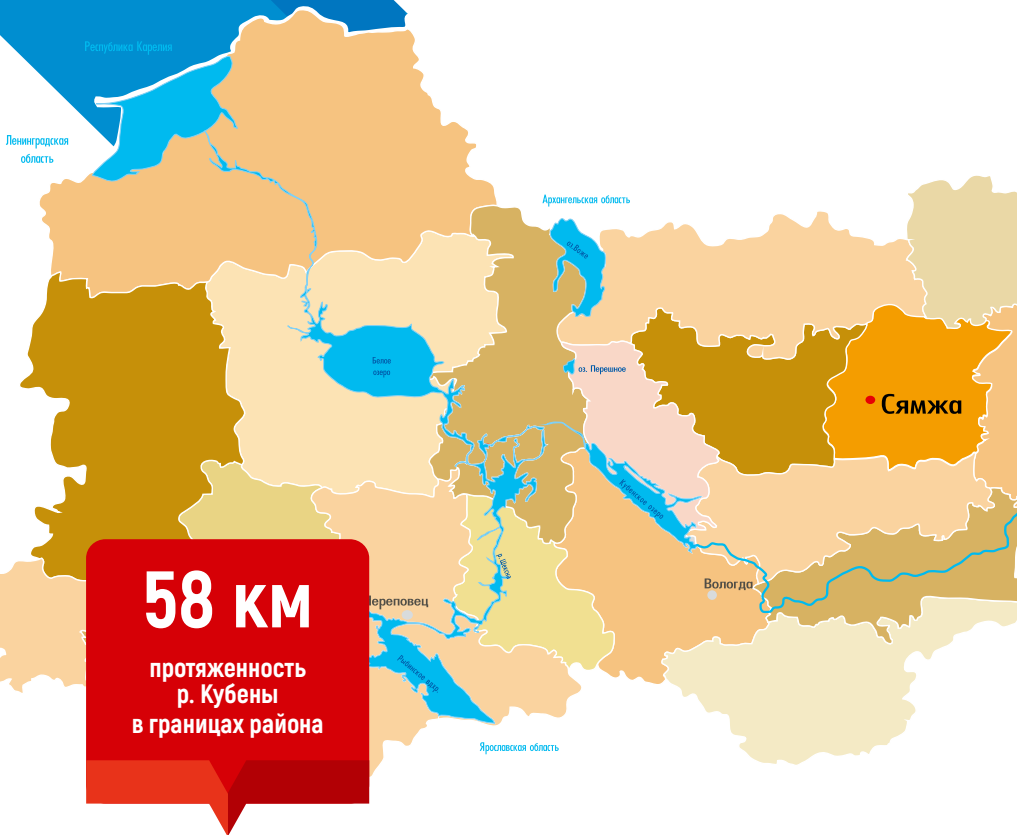 Республика Карелия
Ленинградская
область
Архангельская область
оз.Воже
Белое
озеро
оз. Перешное
Сямжа
Кубенское озеро
р. Шексна
Вологда
Череповец
58 км
протяженность
р. Кубены
в границах района
Рыбинское вдхр.
Ярославская область